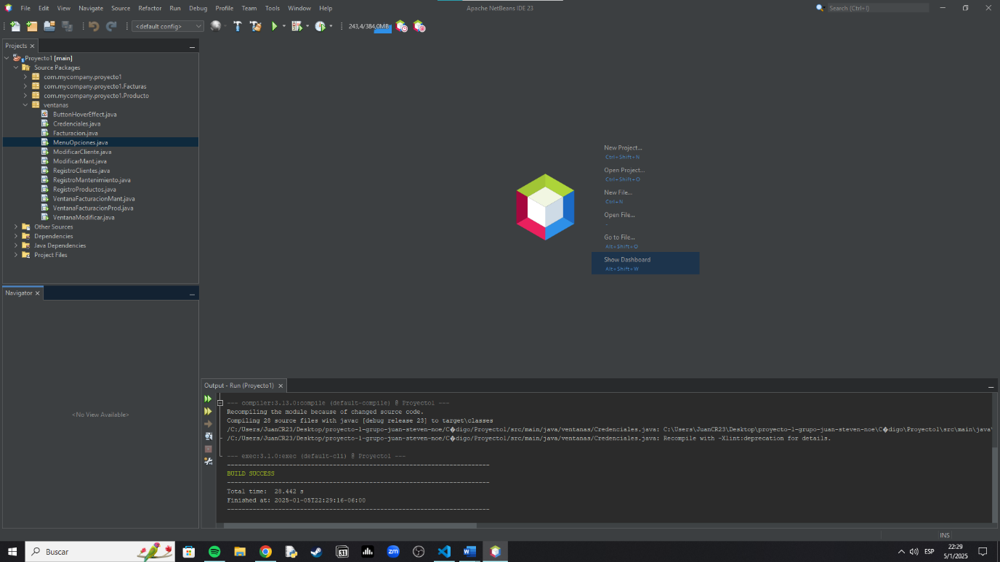 File Edit View Navigate Source Refactor Run Debug Profile Team Tools Window Help
Apache NetBeans IDE 23
Search (Ctrl+I)
<default config>
243,4/384,0MB
Projects
Proyecto1 [main]
Source Packages
com.mycompany.proyecto1
com.mycompany.proyecto1.Facturas
com.mycompany.proyecto1.Producto
ventanas
ButtonHoverEffect.java
Credenciales.java
Facturacion.java
MenuOpciones.java
ModificarCliente.java
ModificarMant.java
RegistroClientes.java
RegistroMantenimiento.java
RegistroProductos.java
VentanaFacturacionMant.java
VentanaFacturacionProd.java
VentanaModificar.java
Other Sources
Dependencies
Java Dependencies
Project Files
Navigator
<No View Available>
New Project...
Ctrl+Shift+N
Open Project...
Ctrl+Shift+O
New File...
Ctrl+N
Open File...
-
Go to File...
Alt+Shift+O
Show Dashboard
Alt+Shift+W
Output - Run (Proyecto1)
--- compiler:3.13.0:compile (default-compile) @ Proyecto1 ---
Recompiling the module because of changed source code.
Compiling 28 source files with javac [debug release 23] to target\classes
/C:/Users/JuanCR23/Desktop/proyecto-1-grupo-juan-steven-noe/C�digo/Proyecto1/src/main/java/ventanas/Credenciales.java: C:\Users\JuanCR23\Desktop\proyecto-1-grupo-juan-steven-noe\C�digo\Proyecto1\src\main\java\
/C:/Users/JuanCR23/Desktop/proyecto-1-grupo-juan-steven-noe/C�digo/Proyecto1/src/main/java/ventanas/Credenciales.java: Recompile with -Xlint:deprecation for details.
--- exec:3.1.0:exec (default-cli) @ Proyecto1 ---
------------------------------------------------------------------------
BUILD SUCCESS
------------------------------------------------------------------------
Total time:  28.442 s
Finished at: 2025-01-05T22:29:16-06:00
------------------------------------------------------------------------
INS
Buscar
31
zm
ESP
22:29
5/1/2025